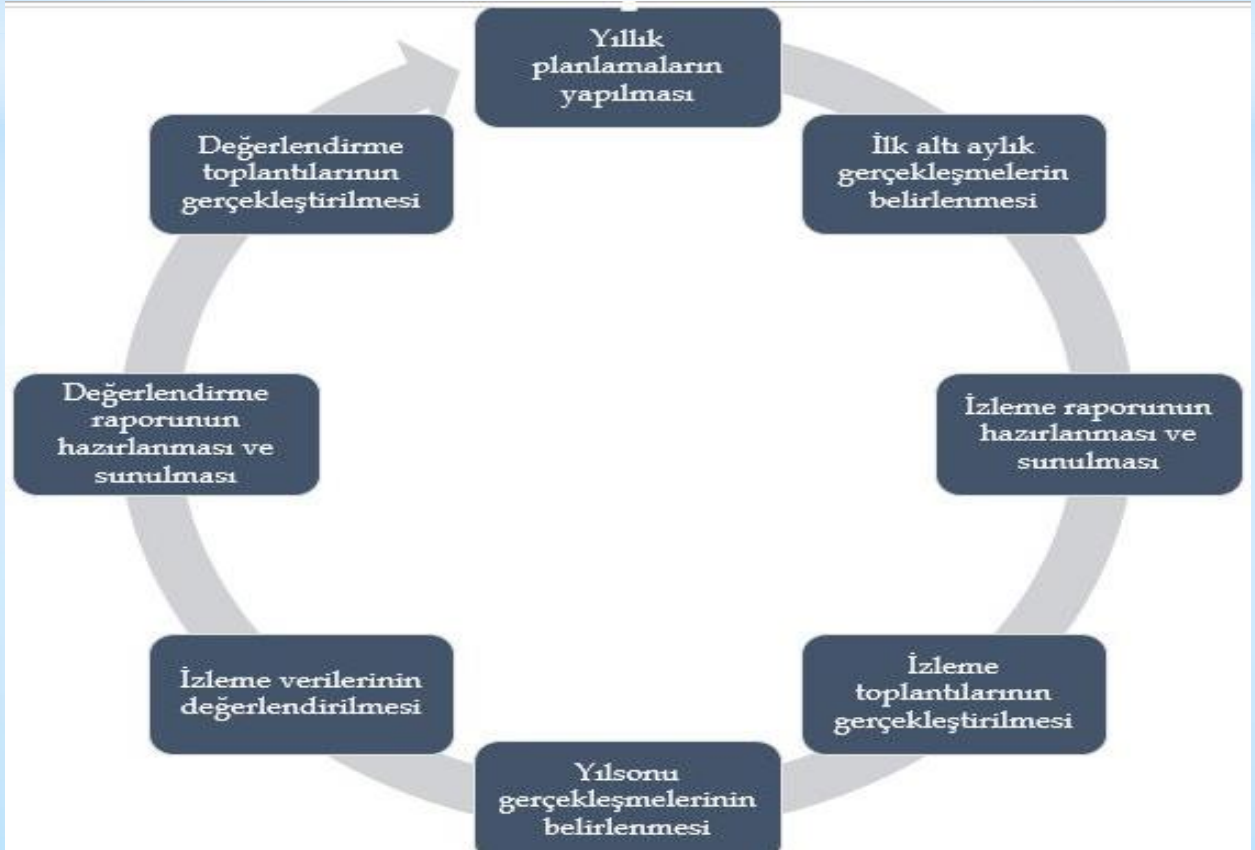 Yıllık
planlamaların
yapılması
İlk altı aylık
gerçekleşmelerin
belirlenmesi
İzleme raporunun
hazırlanması ve
sunulması
İzleme
toplantılarının
gerçekleştirilmesi
Yılsonu
gerçekleşmelerinin
belirlenmesi
İzleme verilerinin
değerlendirilmesi
Değerlendirme
raporunun
hazırlanması ve
sunulması
Değerlendirme
toplantılarının
gerçekleştirilmesi